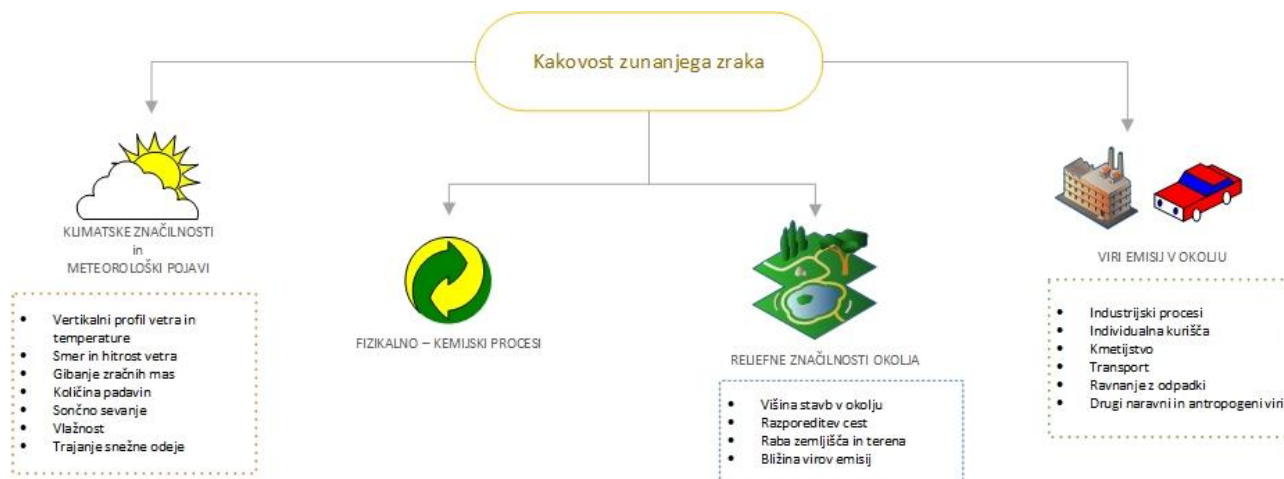 Kakovost zunanjega zraka
KLIMATSKE ZNAČILNOSTI
in
METEOROLOŠKI POJAVI
• Vertikalni profil vetra in
temperature
• Smer in hitrost vetra
• Gibanje zračnih mas
• Količina padavin
• Sončno sevanje
• Vlažnost
• Trajanje snežne odeje
FIZIKALNO – KEMIJSKI PROCESI
RELIEFNE ZNAČILNOSTI OKOLJA
• Višina stavb v okolju
• Razporeditev cest
• Raba zemljišča in terena
• Bližina virov emisij
VIRI EMISIJ V OKOLJU
• Industrijski procesi
• Individualna kurišča
• Kmetijstvo
• Transport
• Ravnanje z odpadki
• Drugi naravni in antropogeni viri